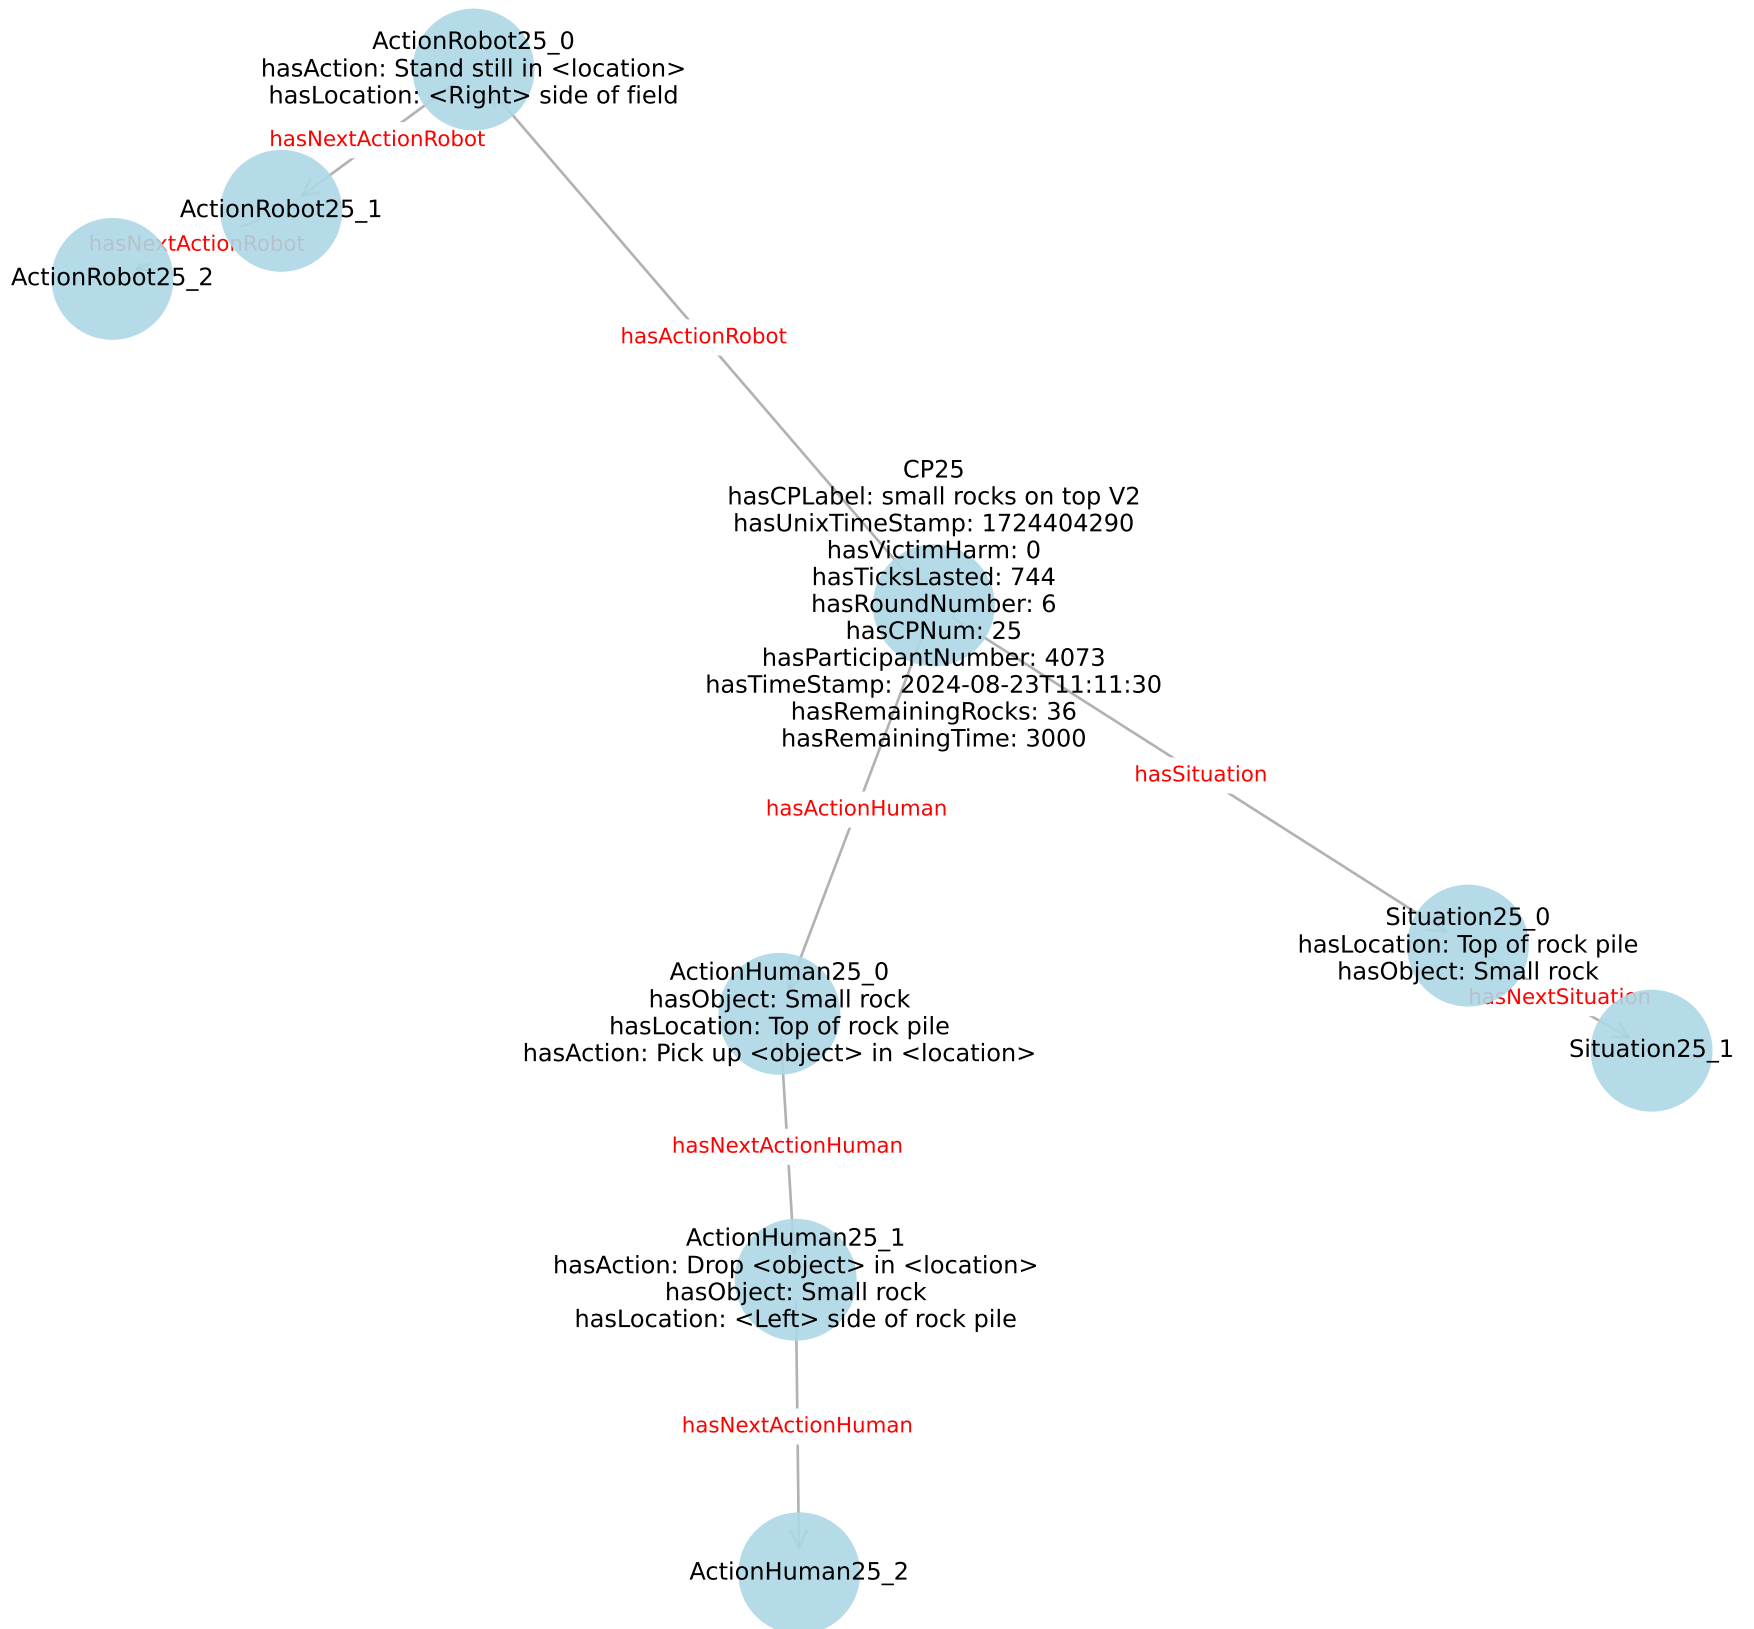 ActionRobot25_0
hasAction: Stand still in <location>
hasLocation: <Right> side of field
hasNextActionRobot
ActionRobot25_1
hasNextActionRobot
ActionRobot25_2
hasActionRobot
CP25
hasCPLabel: small rocks on top V2
hasUnixTimeStamp: 1724404290
hasVictimHarm: 0
hasTicksLasted: 744
hasRoundNumber: 6
hasCPNum: 25
hasParticipantNumber: 4073
hasTimeStamp: 2024-08-23T11:11:30
hasRemainingRocks: 36
hasRemainingTime: 3000
hasSituation
hasActionHuman
Situation25_0
hasLocation: Top of rock pile
hasObject: Small rock
hasNextSituation
Situation25_1
ActionHuman25_0
hasObject: Small rock
hasLocation: Top of rock pile
hasAction: Pick up <object> in <location>
hasNextActionHuman
ActionHuman25_1
hasAction: Drop <object> in <location>
hasObject: Small rock
hasLocation: <Left> side of rock pile
hasNextActionHuman
ActionHuman25_2